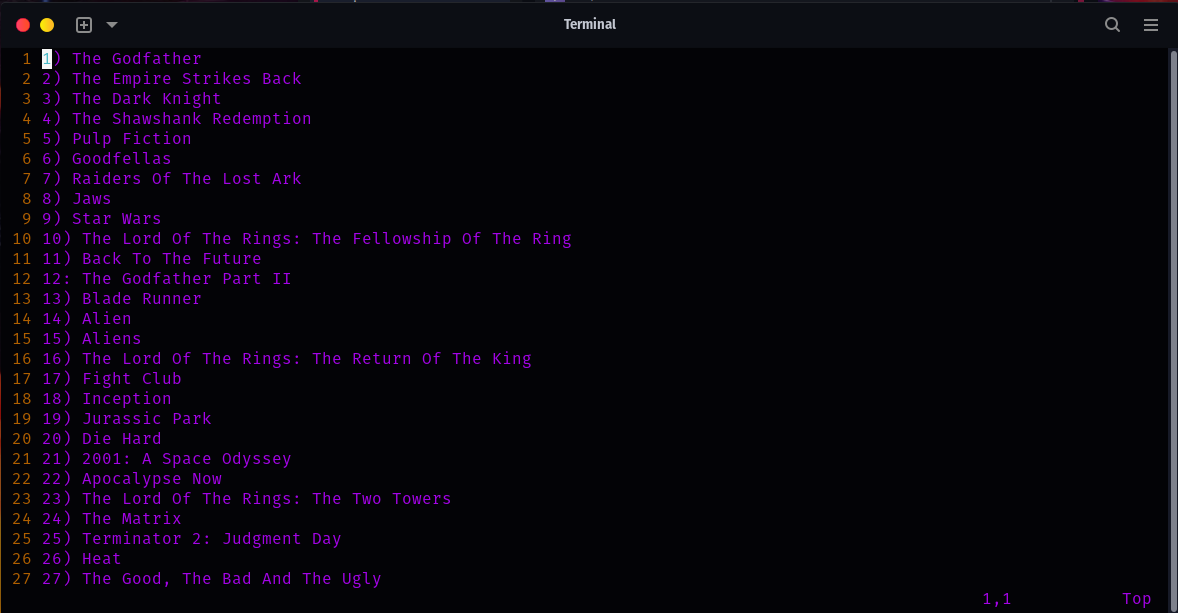 Terminal
1 1) The Godfather
2 2) The Empire Strikes Back
3 3) The Dark Knight
4 4) The Shawshank Redemption
5 5) Pulp Fiction
6 6) Goodfellas
7 7) Raiders Of The Lost Ark
8 8) Jaws
9 9) Star Wars
10 10) The Lord Of The Rings: The Fellowship Of The Ring
11 11) Back To The Future
12 12: The Godfather Part II
13 13) Blade Runner
14 14) Alien
15 15) Aliens
16 16) The Lord Of The Rings: The Return Of The King
17 17) Fight Club
18 18) Inception
19 19) Jurassic Park
20 20) Die Hard
21 21) 2001: A Space Odyssey
22 22) Apocalypse Now
23 23) The Lord Of The Rings: The Two Towers
24 24) The Matrix
25 25) Terminator 2: Judgment Day
26 26) Heat
27 27) The Good, The Bad And The Ugly
1,1 Top